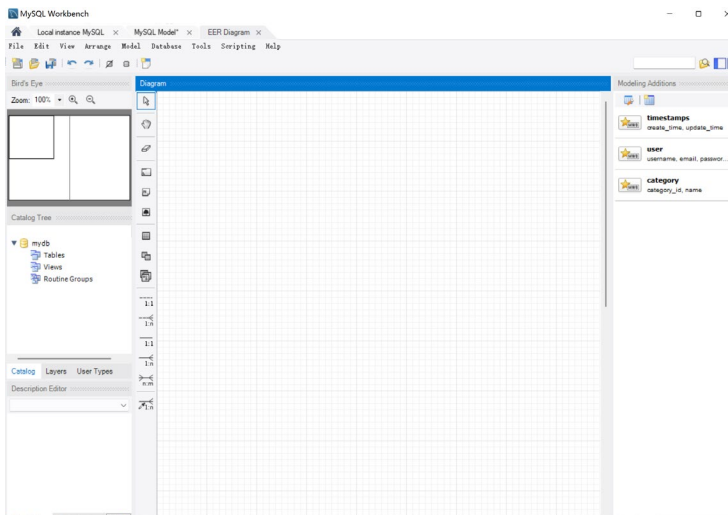 MySQL Workbench
Local instance MySQL × MySQL Model* × EER Diagram ×
File Edit View Arrange Model Database Tools Scripting Help
Bird's Eye
Zoom: 100%
Catalog Tree
mydb
Tables
Views
Routine Groups
Catalog Layers User Types
Description Editor
Diagram
1:1
1:n
1:1
1:n
n:m
1:n
Modeling Additions
timestamps
create_time, update_time
user
username, email, passwor...
category
category_id, name